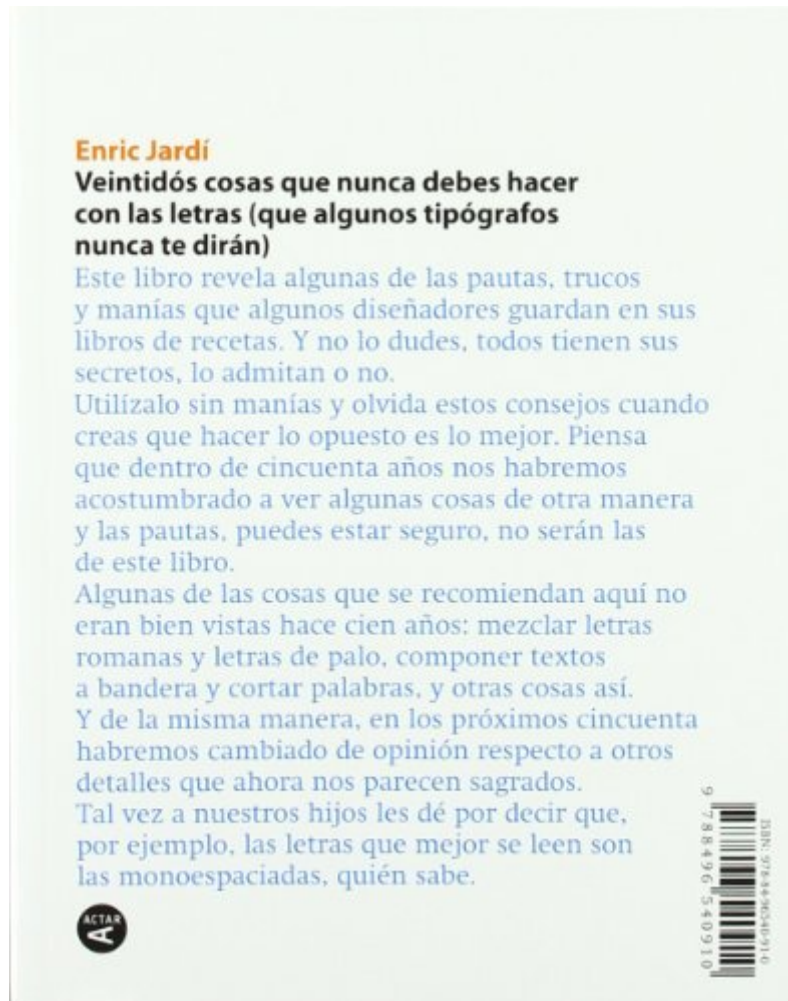 Enric Jardí
Veintidós cosas que nunca debes hacer
con las letras (que algunos tipógrafos
nunca te dirán)
Este libro revela algunas de las pautas, trucos
y manías que algunos diseñadores guardan en sus
libros de recetas. Y no lo dudes, todos tienen sus
secretos, lo admitan o no.
Utilízalo sin manías y olvida estos consejos cuando
creas que hacer lo opuesto es lo mejor. Piensa
que dentro de cincuenta años nos habremos
acostumbrado a ver algunas cosas de otra manera
y las pautas, puedes estar seguro, no serán las
de este libro.
Algunas de las cosas que se recomiendan aquí no
eran bien vistas hace cien años: mezclar letras
romanas y letras de palo, componer textos
a bandera y cortar palabras, y otras cosas así.
Y de la misma manera, en los próximos cincuenta
habremos cambiado de opinión respecto a otros
detalles que ahora nos parecen sagrados.
Tal vez a nuestros hijos les dé por decir que,
por ejemplo, las letras que mejor se leen son
las monoespaciadas, quién sabe.
ACTAR
9 788496 540910
ISBN: 978-84-96540-91-0